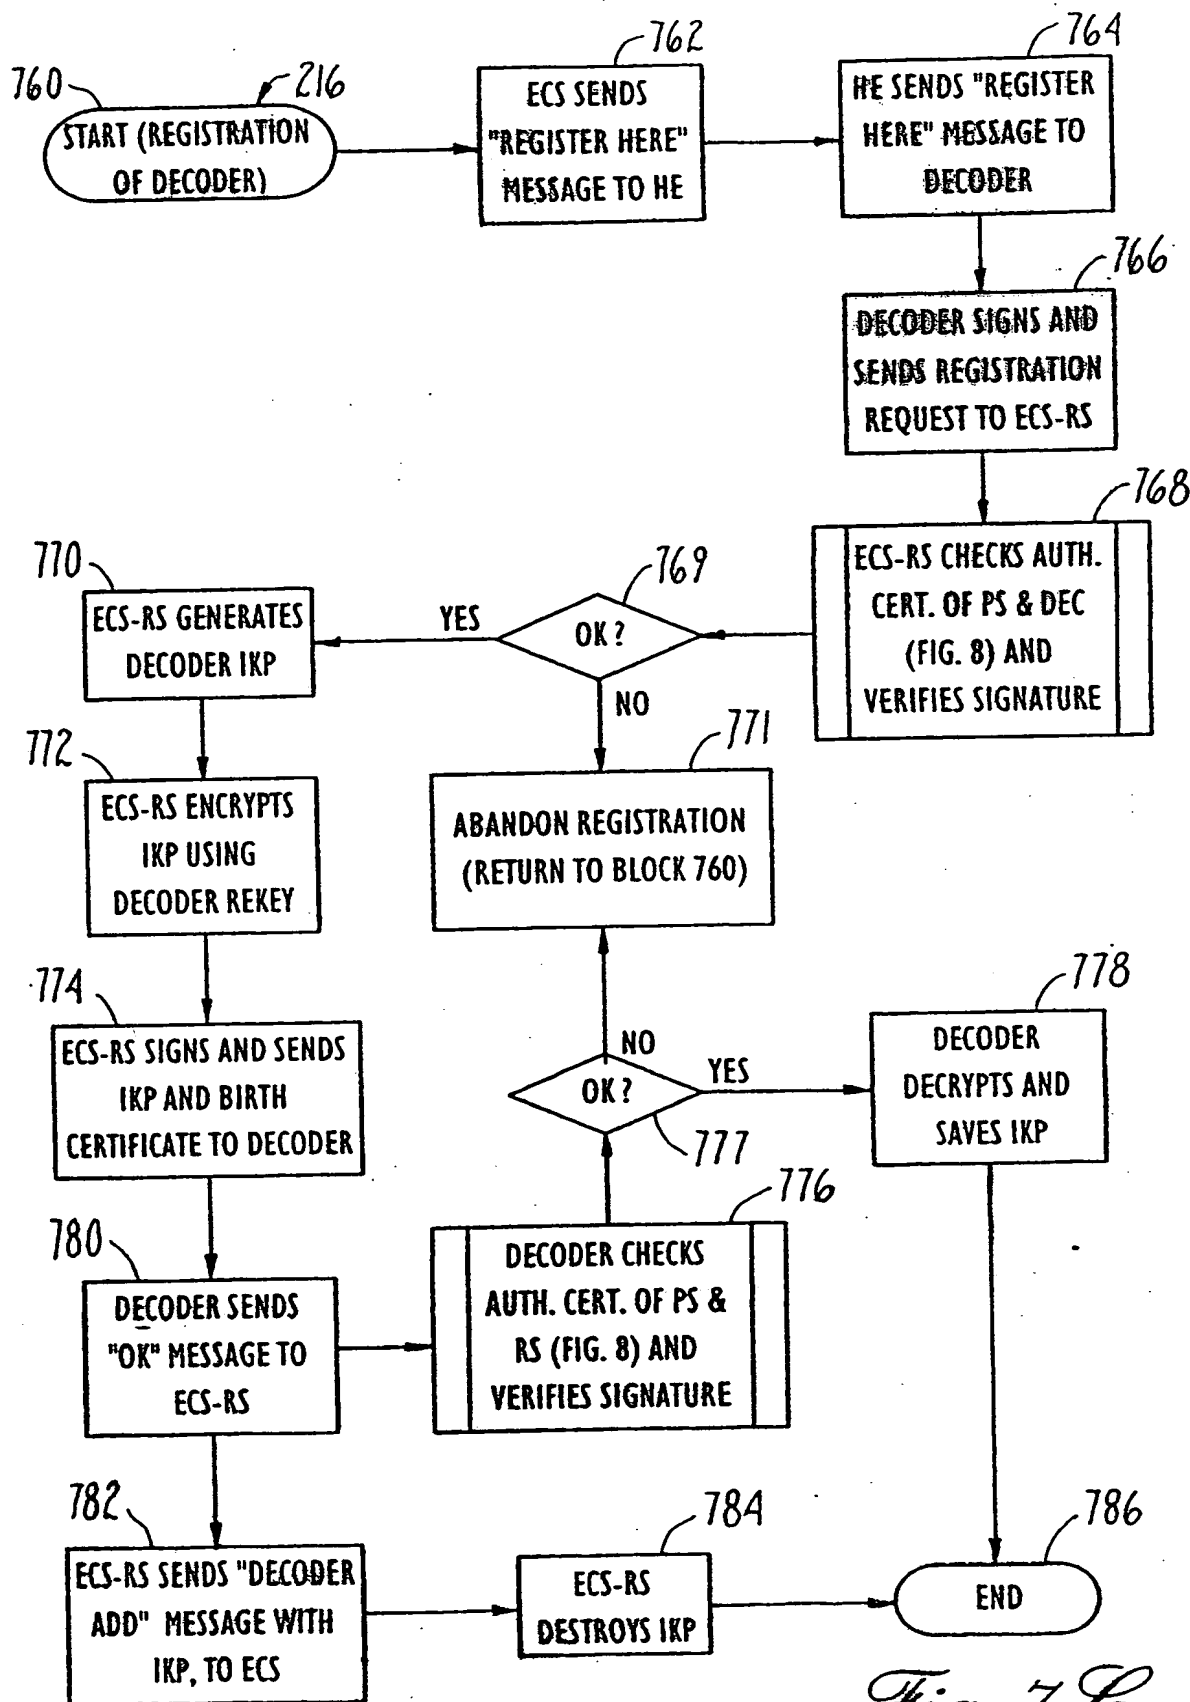 760
216
START (REGISTRATION
OF DECODER)
762
ECS SENDS
"REGISTER HERE"
MESSAGE TO HE
764
HE SENDS "REGISTER
HERE" MESSAGE TO
DECODER
766
DECODER SIGNS AND
SENDS REGISTRATION
REQUEST TO ECS-RS
768
ECS-RS CHECKS AUTH.
CERT. OF PS & DEC
(FIG. 8) AND
VERIFIES SIGNATURE
769
OK?
YES
NO
770
ECS-RS GENERATES
DECODER IKP
771
ABANDON REGISTRATION
(RETURN TO BLOCK 760)
772
ECS-RS ENCRYPTS
IKP USING
DECODER REKEY
774
ECS-RS SIGNS AND SENDS
IKP AND BIRTH
CERTIFICATE TO DECODER
780
DECODER SENDS
"OK" MESSAGE TO
ECS-RS
776
DECODER CHECKS
AUTH. CERT. OF PS &
RS (FIG. 8) AND
VERIFIES SIGNATURE
777
OK?
NO
YES
778
DECODER
DECRYPTS AND
SAVES IKP
782
ECS-RS SENDS "DECODER
ADD" MESSAGE WITH
IKP, TO ECS
784
ECS-RS
DESTROYS IKP
786
END